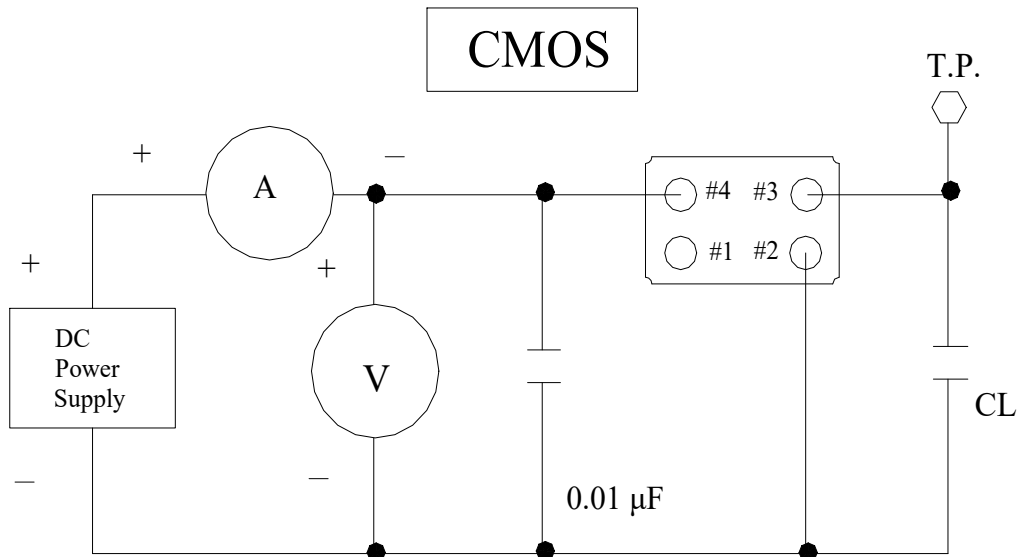 CMOS
T.P.
+
−
A
#4
#3
+
+
#1
#2
DC
Power
Supply
V
CL
−
−
0.01 μF